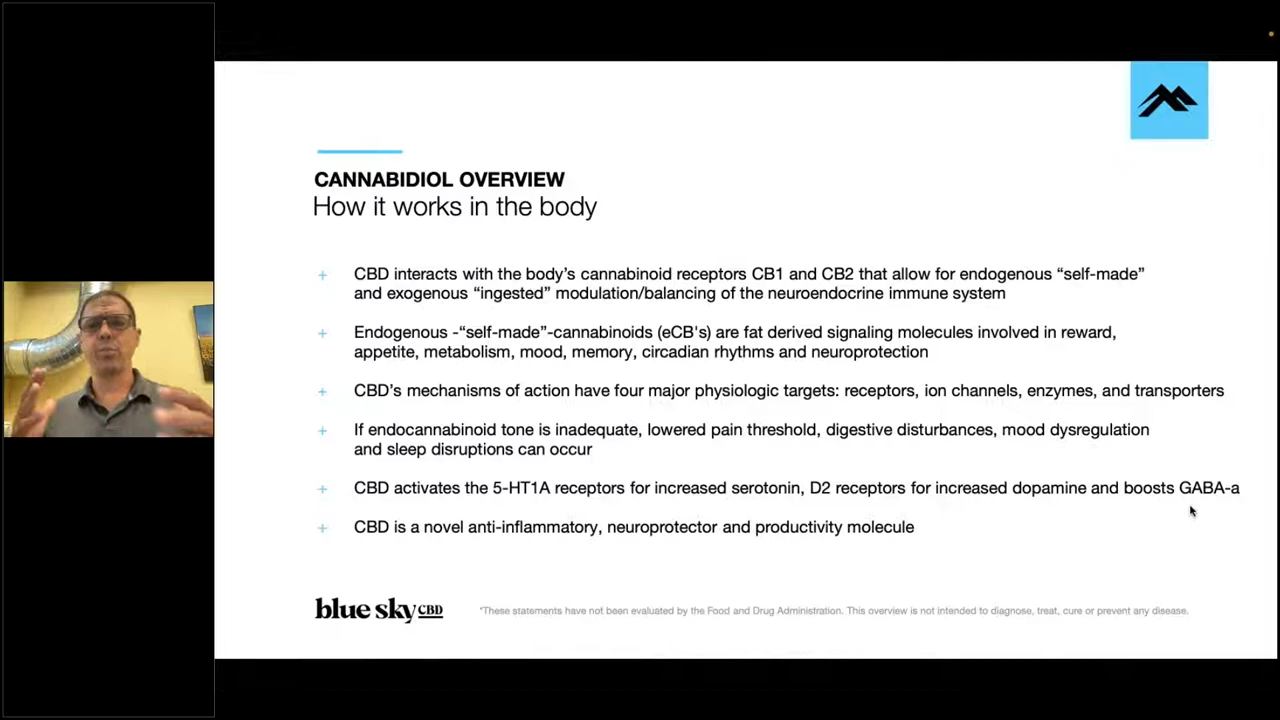 CANNABIDIOL OVERVIEW
How it works in the body
+ CBD interacts with the body’s cannabinoid receptors CB1 and CB2 that allow for endogenous “self-made”
and exogenous “ingested” modulation/balancing of the neuroendocrine immune system
+ Endogenous -“self-made”-cannabinoids (eCB's) are fat derived signaling molecules involved in reward,
appetite, metabolism, mood, memory, circadian rhythms and neuroprotection
+ CBD’s mechanisms of action have four major physiologic targets: receptors, ion channels, enzymes, and transporters
+ If endocannabinoid tone is inadequate, lowered pain threshold, digestive disturbances, mood dysregulation
and sleep disruptions can occur
+ CBD activates the 5-HT1A receptors for increased serotonin, D2 receptors for increased dopamine and boosts GABA-a
+ CBD is a novel anti-inflammatory, neuroprotector and productivity molecule
blue sky CBD
*These statements have not been evaluated by the Food and Drug Administration. This overview is not intended to diagnose, treat, cure or prevent any disease.